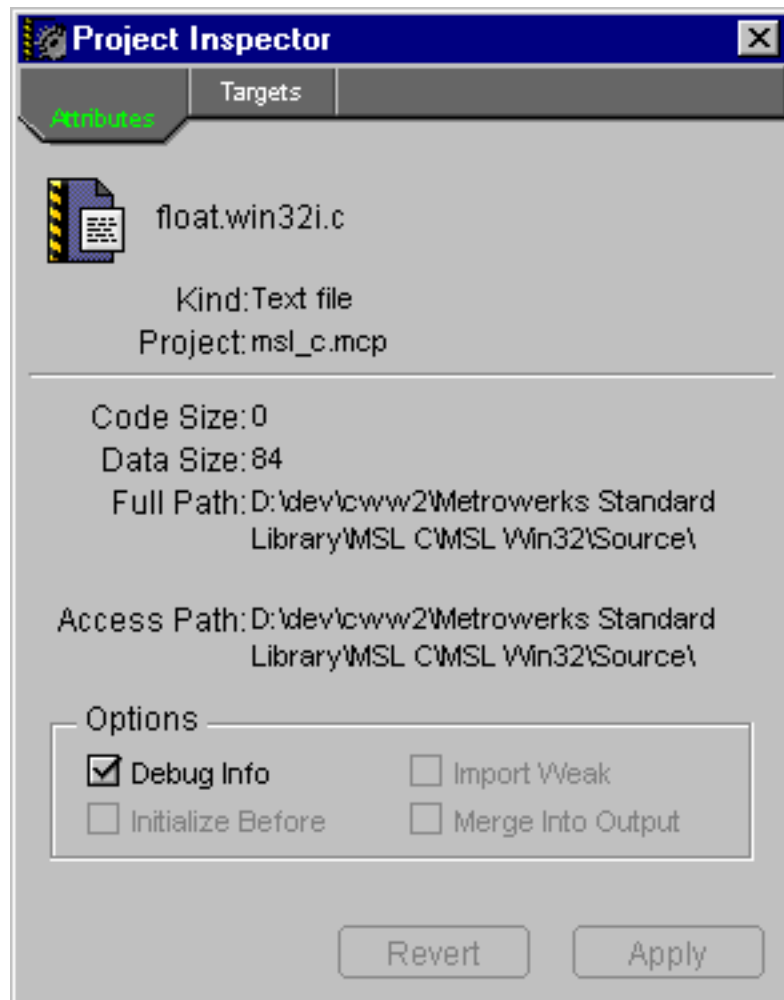 Project Inspector
Attributes
Targets
float.win32i.c
Kind: Text file
Project: msl_c.mcp
Code Size: 0
Data Size: 84
Full Path: D:\dev\cww2\Metrowerks Standard
Library\MSL C\MSL Win32\Source\
Access Path: D:\dev\cww2\Metrowerks Standard
Library\MSL C\MSL Win32\Source\
Options
Debug Info
Import Weak
Initialize Before
Merge Into Output
Revert
Apply